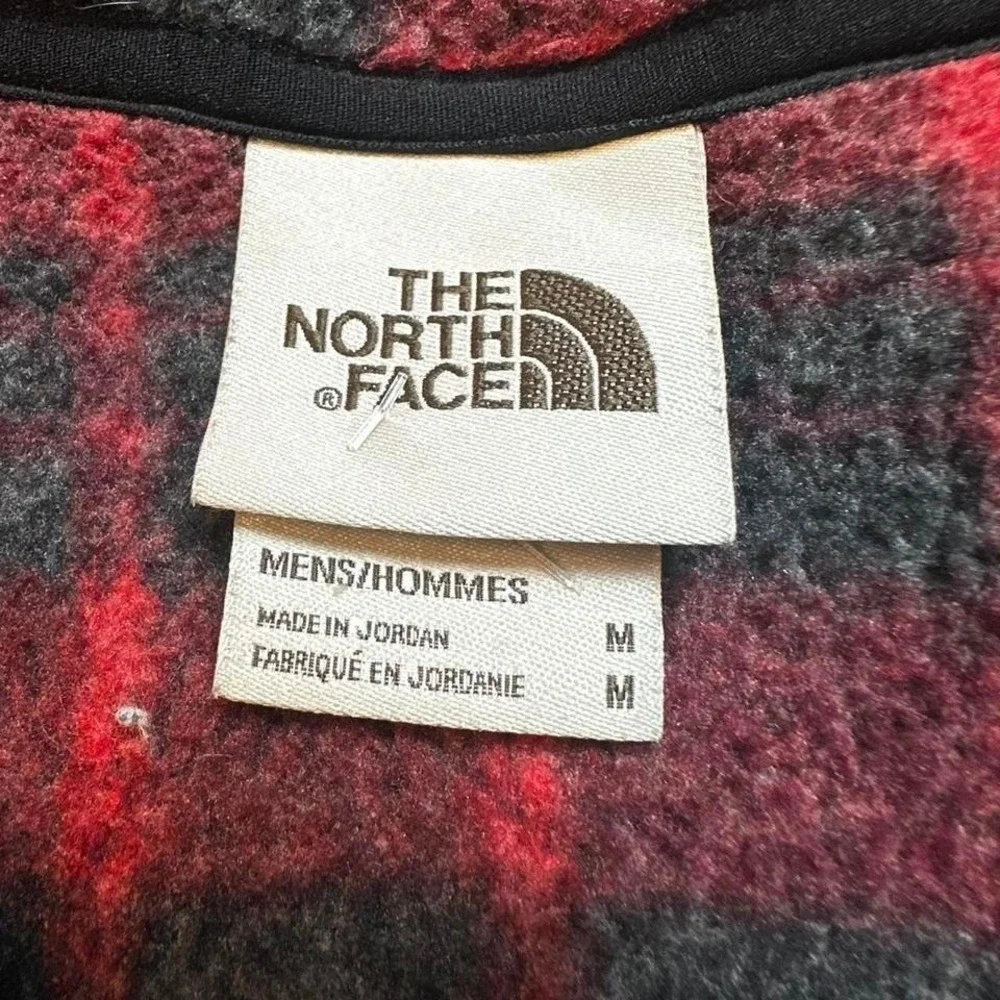 THE
NORTH
® FACE
MENS/HOMMES
MADE IN JORDAN M
FABRIQUÉ EN JORDANIE M